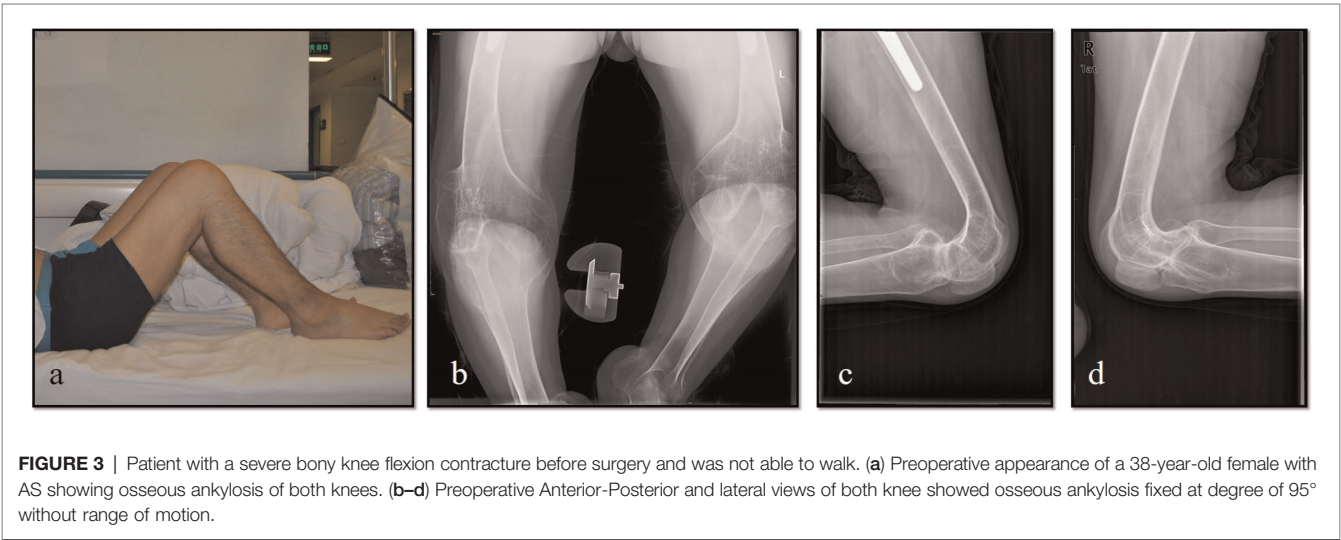 L
R
lat
a
b
c
d
FIGURE 3 | Patient with a severe bony knee flexion contracture before surgery and was not able to walk. (a) Preoperative appearance of a 38-year-old female with
AS showing osseous ankylosis of both knees. (b–d) Preoperative Anterior-Posterior and lateral views of both knee showed osseous ankylosis fixed at degree of 95°
without range of motion.